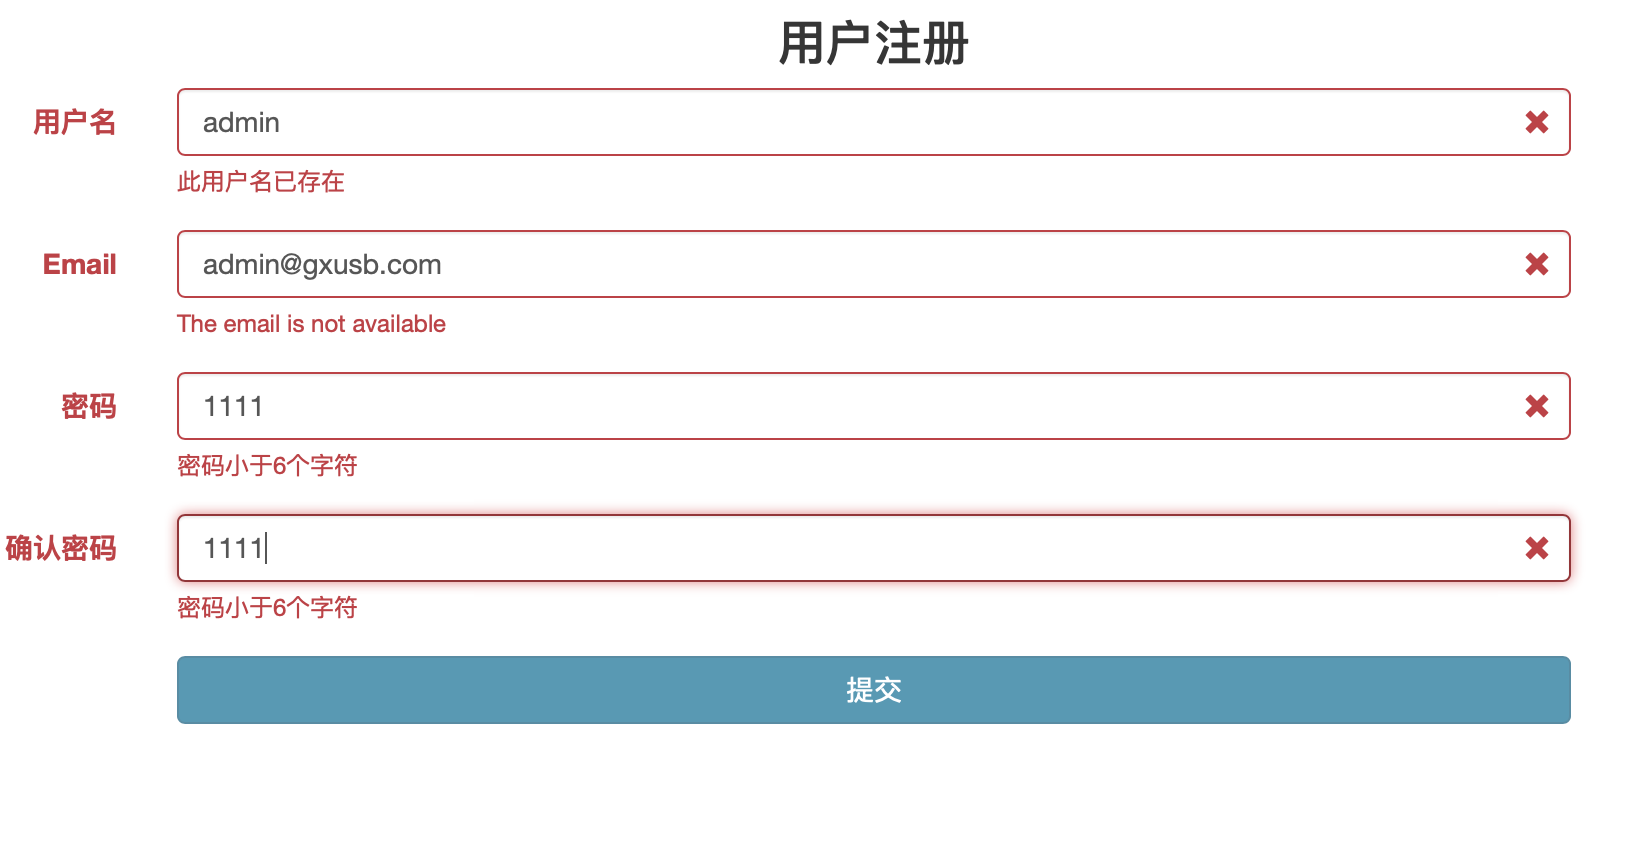 用户注册
用户名
admin
此用户名已存在
Email
admin@gxusb.com
The email is not available
密码
1111
密码小于6个字符
确认密码
1111
密码小于6个字符
提交